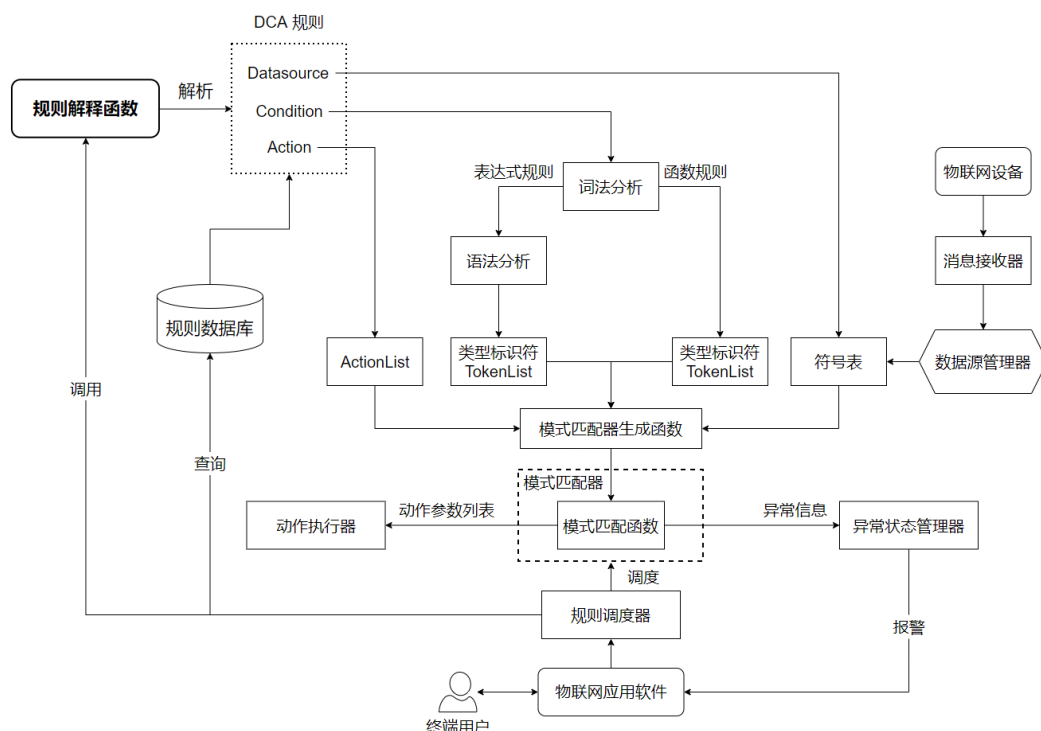 DCA 规则
Datasource
规则解释函数
解析
Condition
Action
表达式规则
函数规则
词法分析
物联网设备
语法分析
消息接收器
规则数据库
ActionList
类型标识符
TokenList
类型标识符
TokenList
符号表
数据源管理器
调用
模式匹配器生成函数
查询
模式匹配器
动作执行器
动作参数列表
模式匹配函数
异常信息
异常状态管理器
调度
规则调度器
报警
物联网应用软件
终端用户